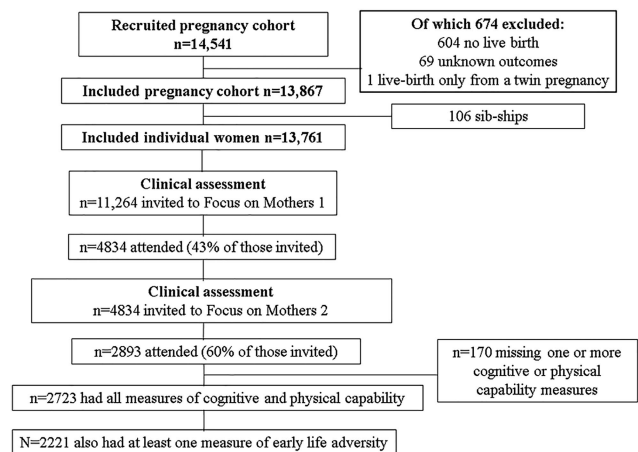 Recruited pregnancy cohort
n=14,541
Of which 674 excluded:
604 no live birth
69 unknown outcomes
1 live-birth only from a twin pregnancy
Included pregnancy cohort n=13,867
106 sib-ships
Included individual women n=13,761
Clinical assessment
n=11,264 invited to Focus on Mothers 1
n=4834 attended (43% of those invited)
Clinical assessment
n=4834 invited to Focus on Mothers 2
n=2893 attended (60% of those invited)
n=170 missing one or more
cognitive or physical
capability measures
n=2723 had all measures of cognitive and physical capability
N=2221 also had at least one measure of early life adversity